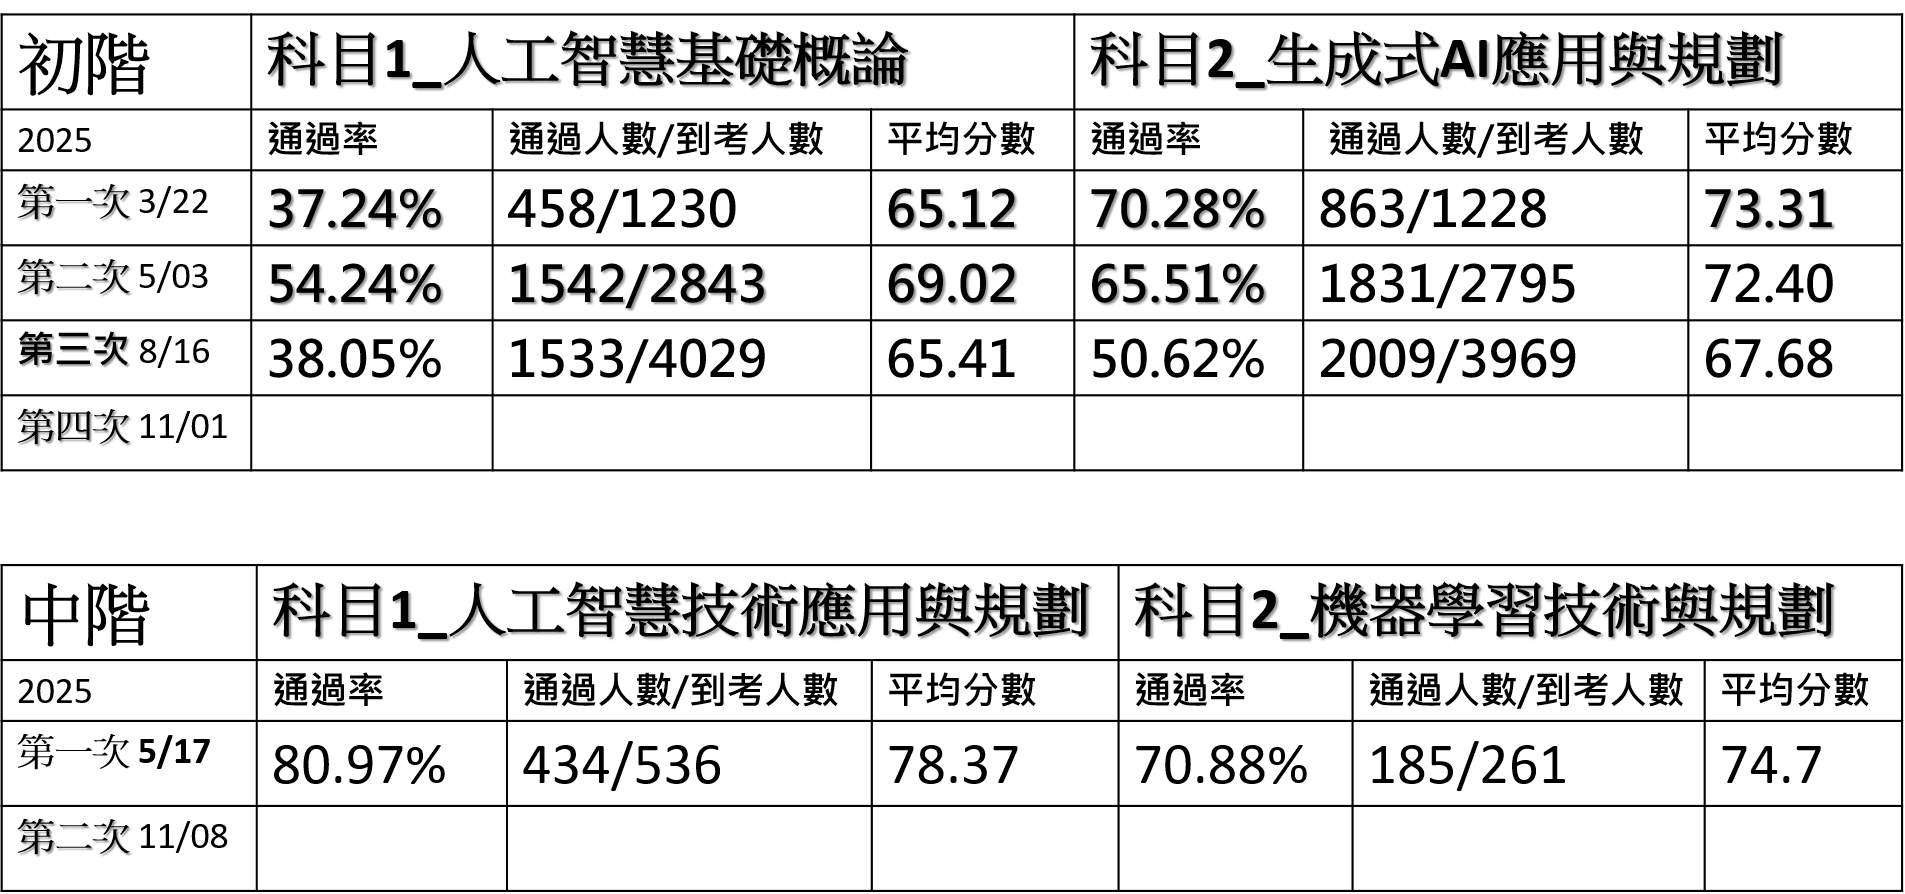 初階 科目1_人工智慧基礎概論 科目2_生成式AI應用與規劃
2025 通過率 通過人數/到考人數 平均分數 通過率 通過人數/到考人數 平均分數
第一次 3/22 37.24% 458/1230 65.12 70.28% 863/1228 73.31
第二次 5/03 54.24% 1542/2843 69.02 65.51% 1831/2795 72.40
第三次 8/16 38.05% 1533/4029 65.41 50.62% 2009/3969 67.68
第四次 11/01
中階 科目1_人工智慧技術應用與規劃 科目2_機器學習技術與規劃
2025 通過率 通過人數/到考人數 平均分數 通過率 通過人數/到考人數 平均分數
第一次 5/17 80.97% 434/536 78.37 70.88% 185/261 74.7
第二次 11/08